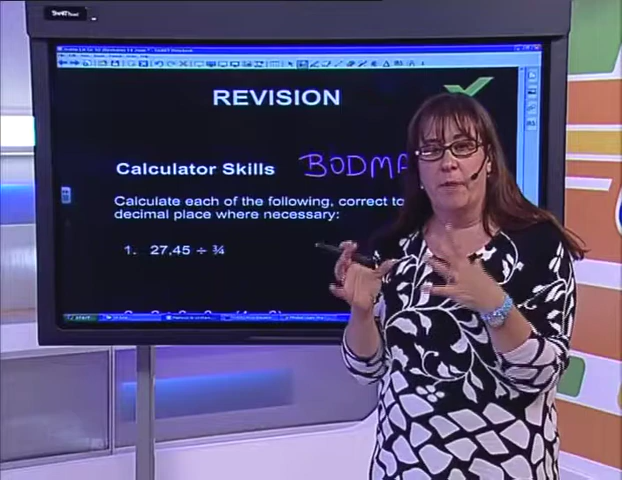 SMART
REVISION
Calculator Skills BODMA
Calculate each of the following, correct to
decimal place where necessary:
1. 27,45 ÷ ¾